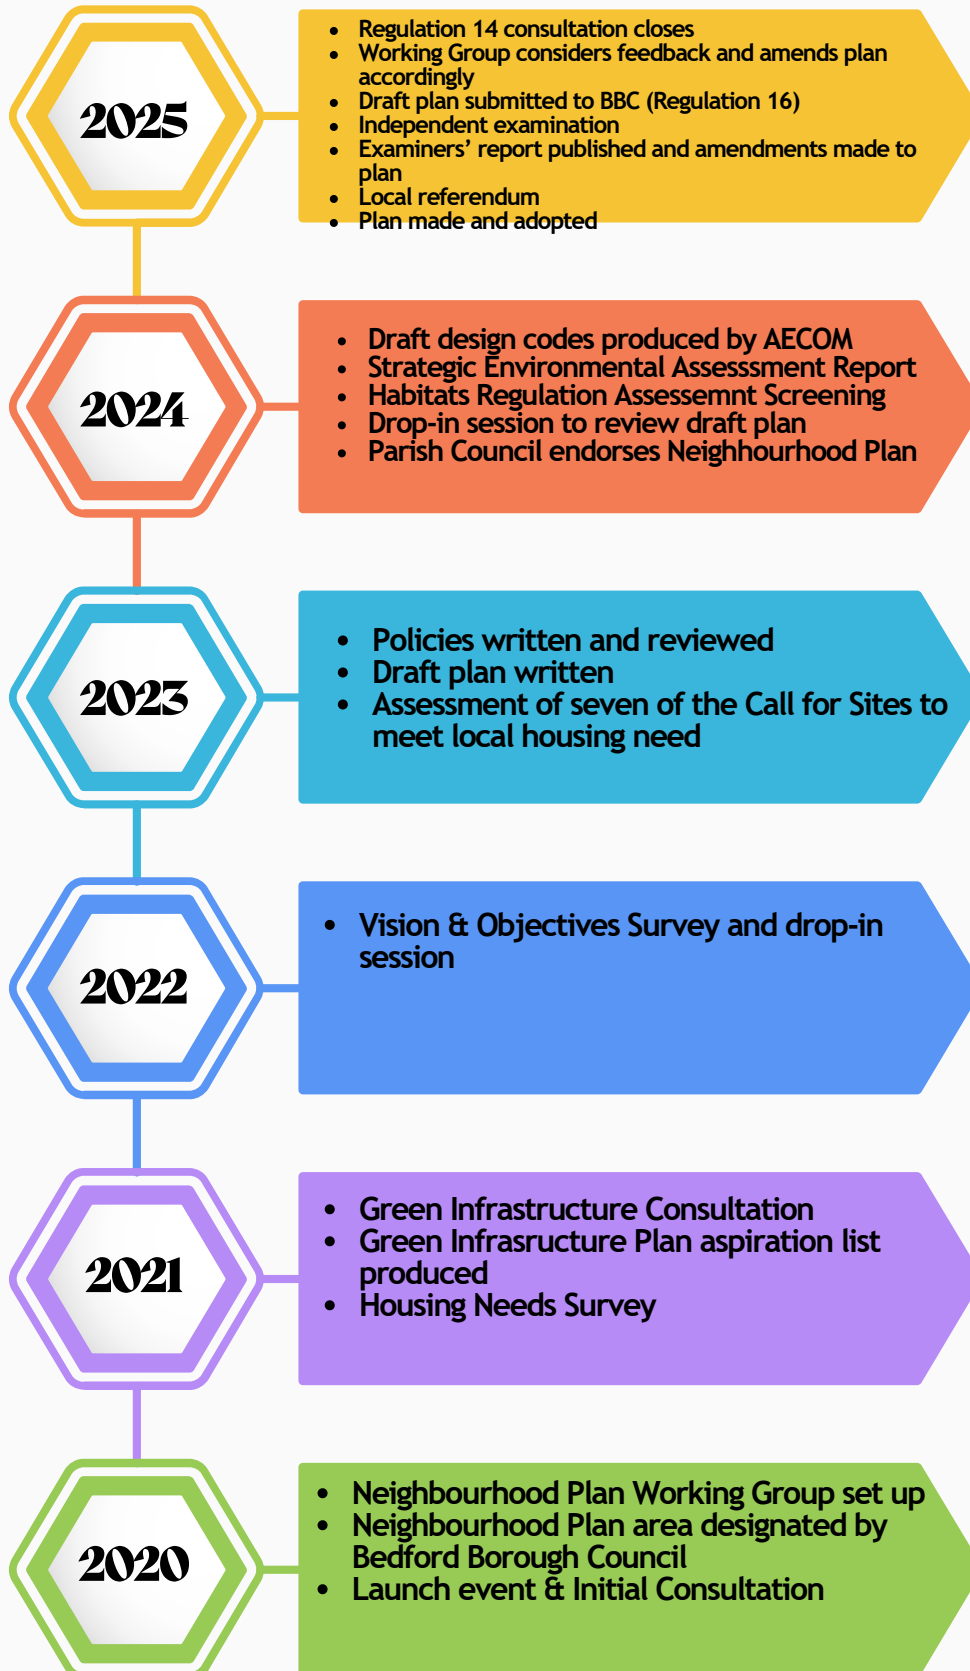 2025
• Regulation 14 consultation closes
• Working Group considers feedback and amends plan
accordingly
• Draft plan submitted to BBC (Regulation 16)
• Independent examination
• Examiners' report published and amendments made to
plan
• Local referendum
• Plan made and adopted
2024
• Draft design codes produced by AECOM
• Strategic Environmental Assesssment Report
• Habitats Regulation Assessemnt Screening
• Drop-in session to review draft plan
• Parish Council endorses Neighhourhood Plan
2023
• Policies written and reviewed
• Draft plan written
• Assessment of seven of the Call for Sites to
meet local housing need
2022
• Vision & Objectives Survey and drop-in
session
2021
• Green Infrastructure Consultation
• Green Infrasructure Plan aspiration list
produced
• Housing Needs Survey
2020
• Neighbourhood Plan Working Group set up
• Neighbourhood Plan area designated by
Bedford Borough Council
• Launch event & Initial Consultation